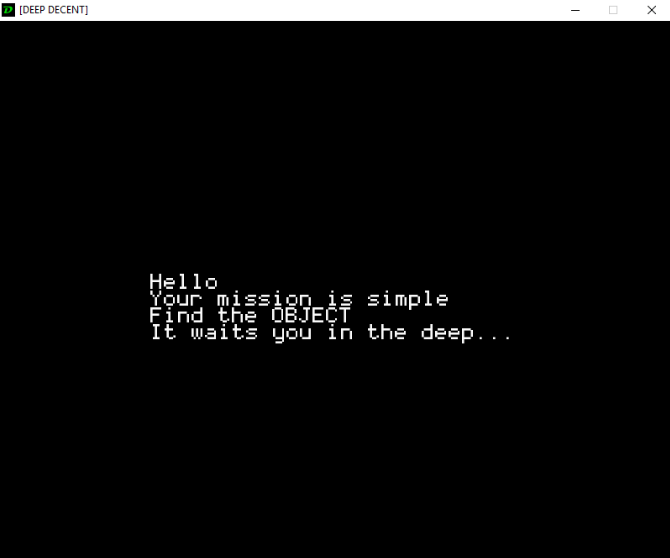 [DEEP DECENT]
Hello
Your mission is simple
Find the OBJECT
It waits you in the deep...